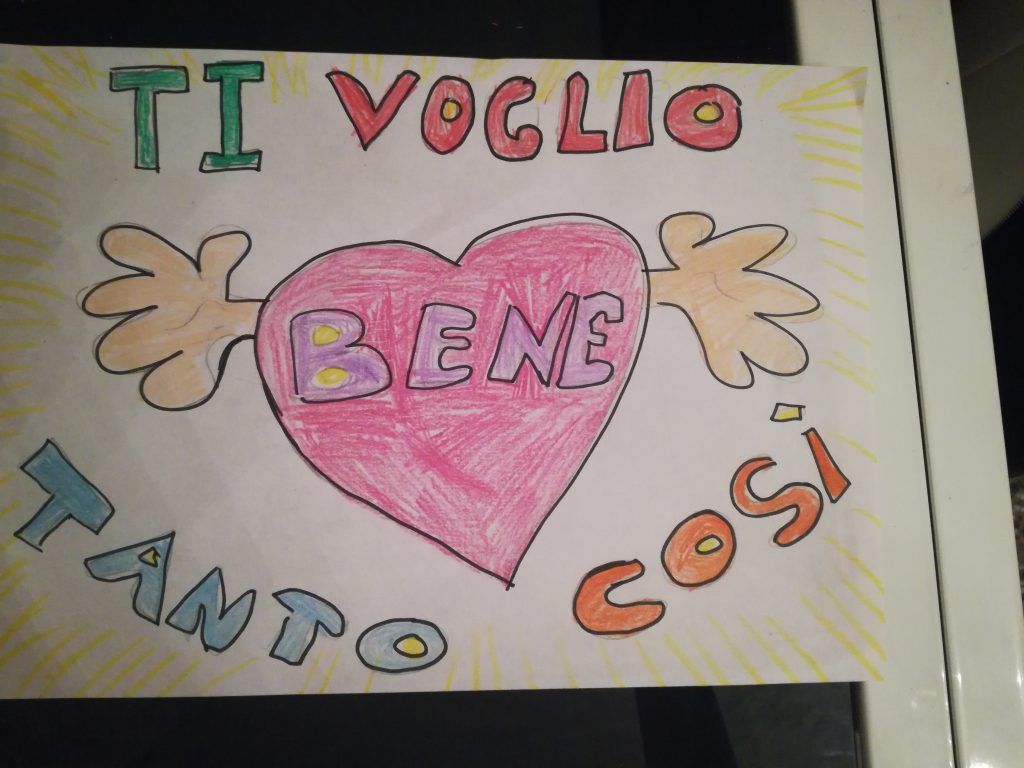 TI VOGLIO
BENE
TANTO COSì